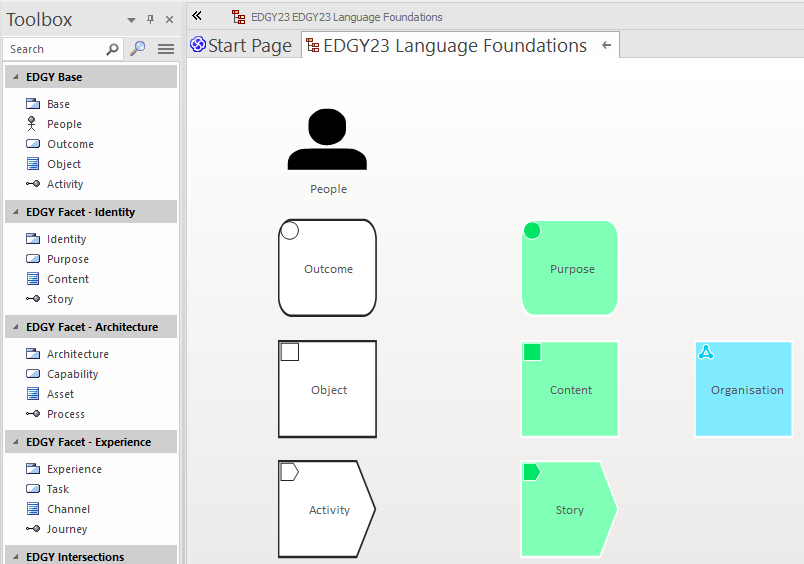 Toolbox
Search
EDGY Base
Base
People
Outcome
Object
Activity
EDGY Facet - Identity
Identity
Purpose
Content
Story
EDGY Facet - Architecture
Architecture
Capability
Asset
Process
EDGY Facet - Experience
Experience
Task
Channel
Journey
EDGY Intersections
EDGY23 EDGY23 Language Foundations
Start Page
EDGY23 Language Foundations
People
Outcome
Purpose
Object
Content
Organisation
Activity
Story